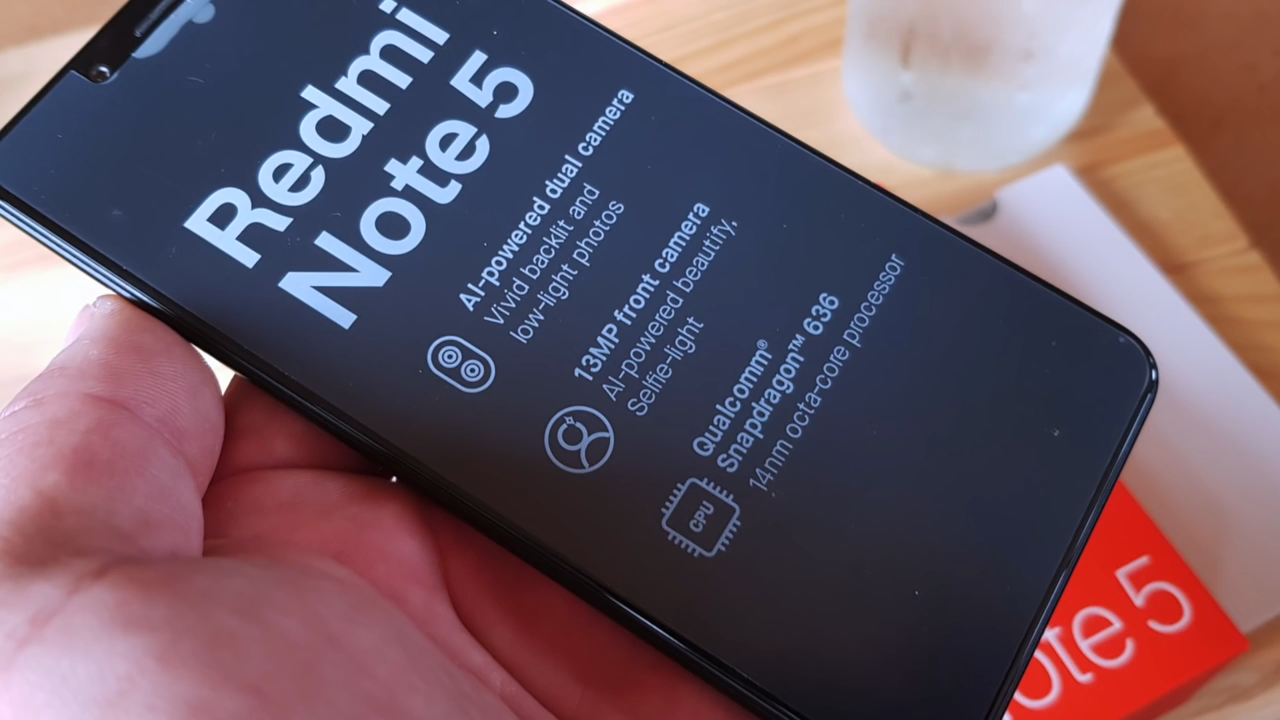 Redmi
Note 5
AI-powered dual camera
Vivid backlit and
low-light photos
13MP front camera
AI-powered beautify,
Selfie-light
Qualcomm®
Snapdragon™ 636
14nm octa-core processor
CPU
ote 5